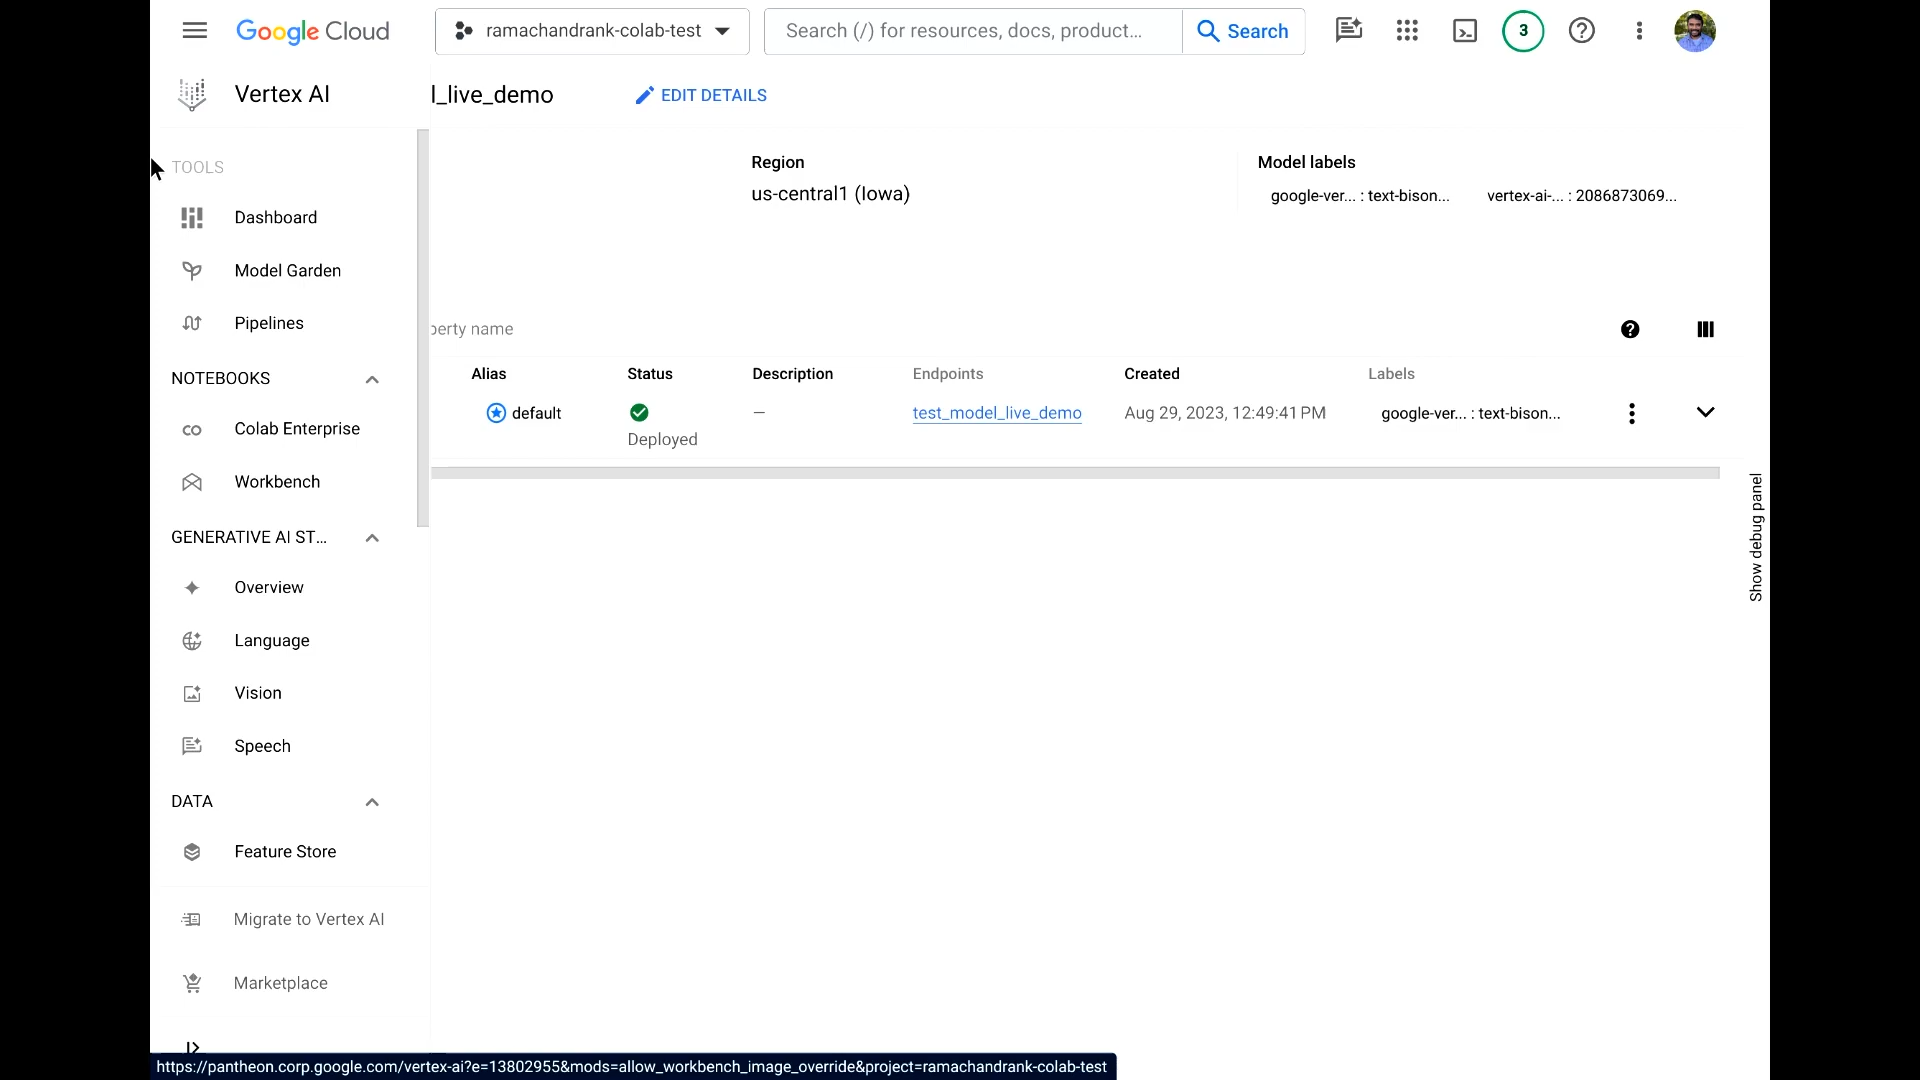 Google Cloud
ramachandrank-colab-test
Search (/) for resources, docs, product...
Search
3
Vertex AI
l_live_demo
EDIT DETAILS
TOOLS
Dashboard
Model Garden
Pipelines
NOTEBOOKS
Colab Enterprise
Workbench
GENERATIVE AI ST...
Overview
Language
Vision
Speech
DATA
Feature Store
Migrate to Vertex AI
Marketplace
Region
us-central1 (Iowa)
Model labels
google-ver... : text-bison...
vertex-ai-... : 2086873069...
perty name
Alias
Status
Description
Endpoints
Created
Labels
default
Deployed
—
test_model_live_demo
Aug 29, 2023, 12:49:41 PM
google-ver... : text-bison...
Show debug panel
https://pantheon.corp.google.com/vertex-ai?e=13802955&mods=allow_workbench_image_override&project=ramachandrank-colab-test